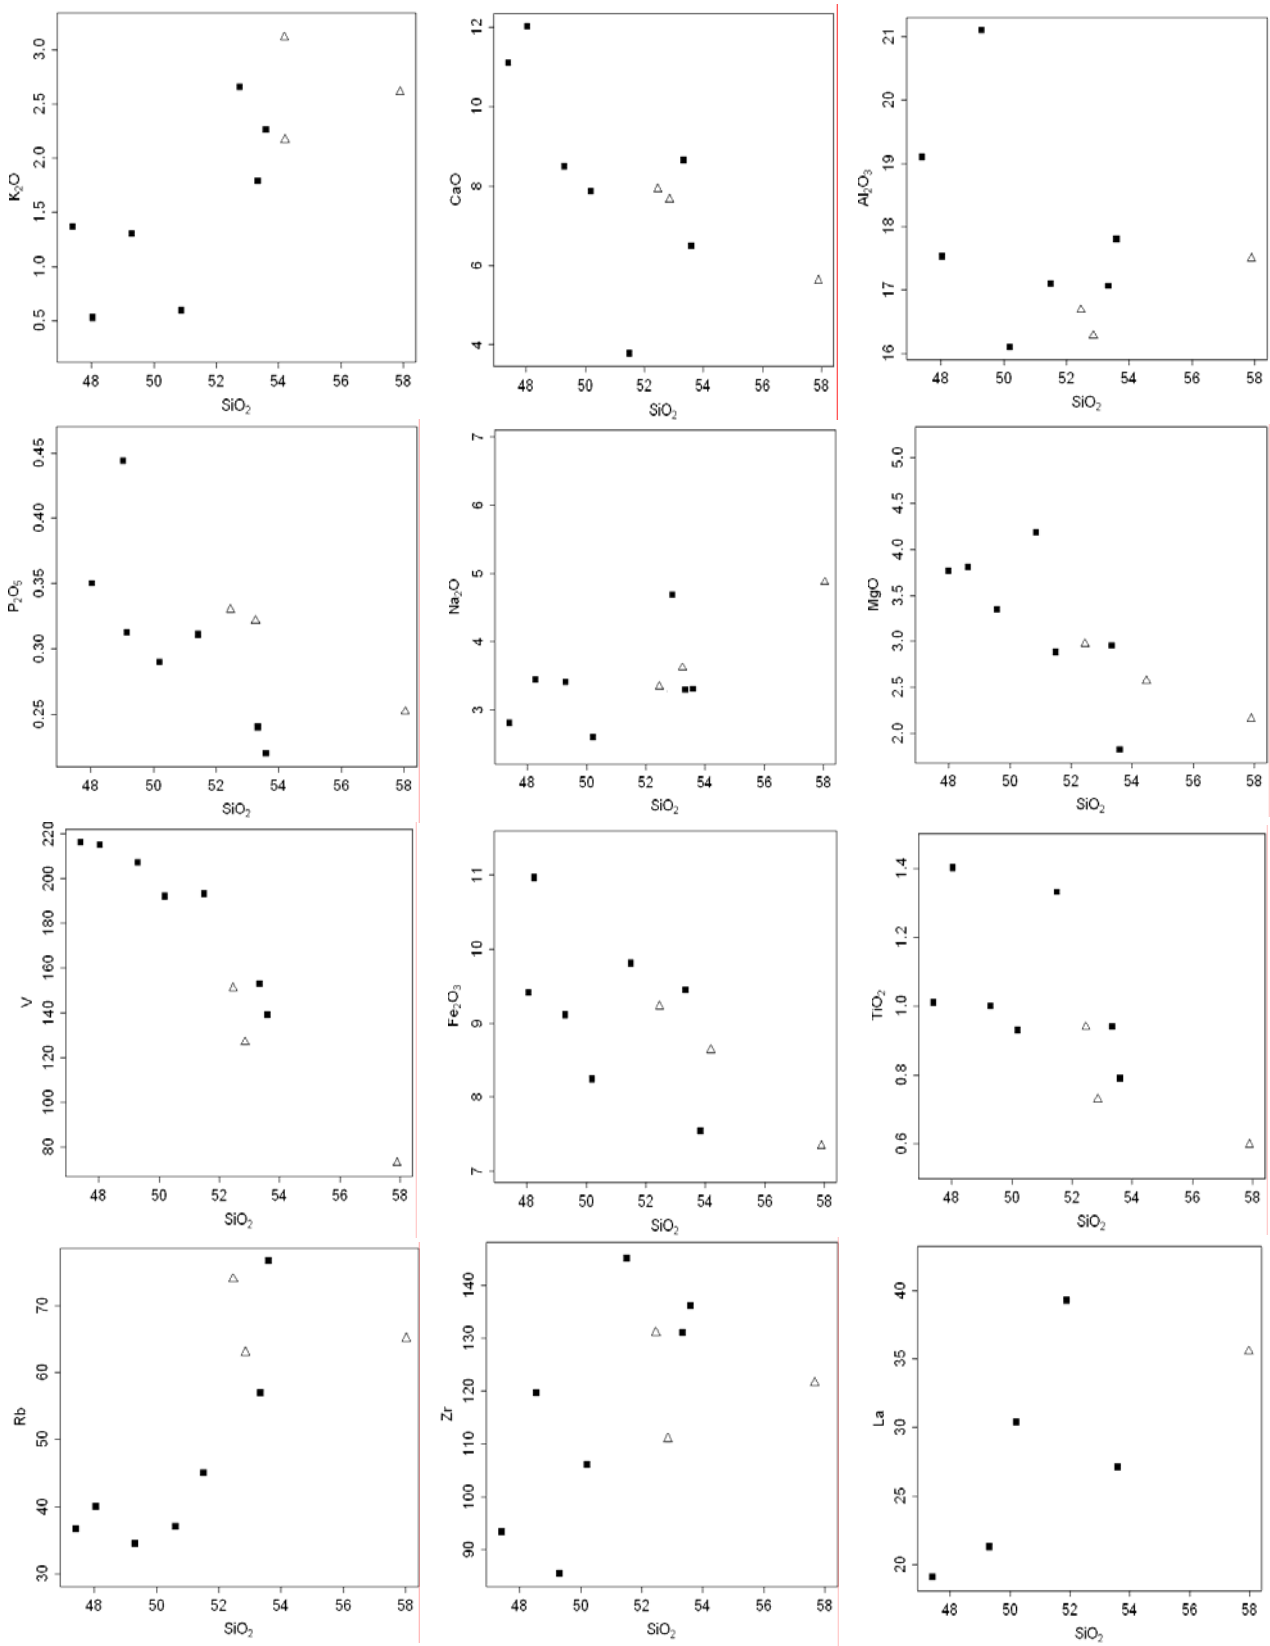 K₂O
3.0
2.5
2.0
1.5
1.0
0.5
48 50 52 54 56 58
SiO₂
CaO
12
10
8
6
4
48 50 52 54 56 58
SiO₂
Al₂O₃
21
20
19
18
17
16
48 50 52 54 56 58
SiO₂
P₂O₅
0.45
0.40
0.35
0.30
0.25
48 50 52 54 56 58
SiO₂
Na₂O
7
6
5
4
3
48 50 52 54 56 58
SiO₂
MgO
5.0
4.5
4.0
3.5
3.0
2.5
2.0
48 50 52 54 56 58
SiO₂
V
220
200
180
160
140
120
100
80
48 50 52 54 56 58
SiO₂
Fe₂O₃
11
10
9
8
7
48 50 52 54 56 58
SiO₂
TiO₂
1.4
1.2
1.0
0.8
0.6
48 50 52 54 56 58
SiO₂
Rb
70
60
50
40
30
48 50 52 54 56 58
SiO₂
Zr
140
130
120
110
100
90
48 50 52 54 56 58
SiO₂
La
40
35
30
25
20
48 50 52 54 56 58
SiO₂